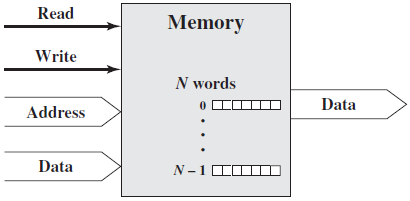 Read
Memory
Write
N words
0
Address
Data
Data
N – 1